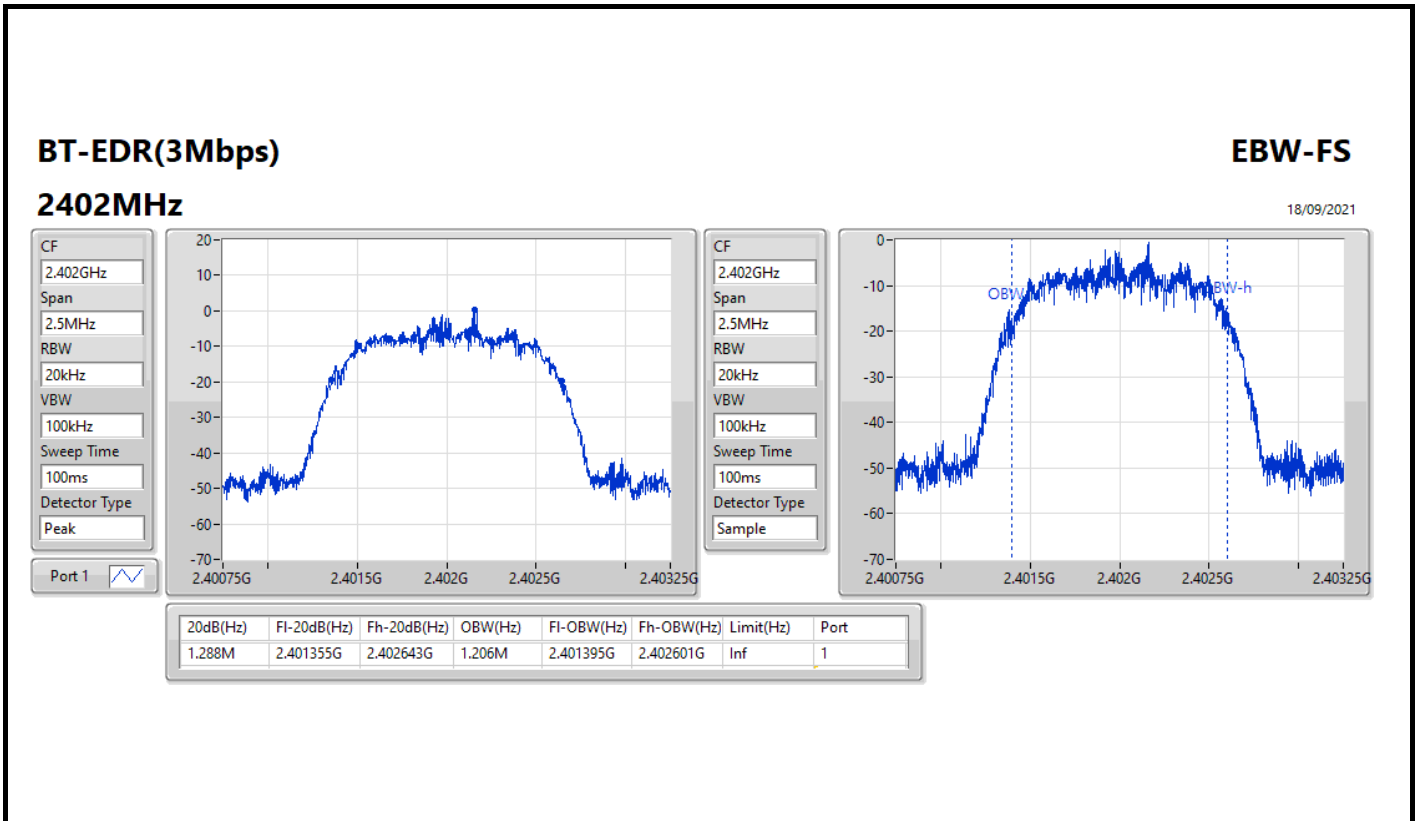 BT-EDR(3Mbps)
EBW-FS
2402MHz
18/09/2021
CF
2.402GHz
Span
2.5MHz
RBW
20kHz
VBW
100kHz
Sweep Time
100ms
Detector Type
Peak
Port 1
20
10
0
-10
-20
-30
-40
-50
-60
-70
2.40075G 2.4015G 2.402G 2.4025G 2.40325G
CF
2.402GHz
Span
2.5MHz
RBW
20kHz
VBW
100kHz
Sweep Time
100ms
Detector Type
Sample
0
-10
-20
-30
-40
-50
-60
-70
2.40075G 2.4015G 2.402G 2.4025G 2.40325G
20dB(Hz) Fl-20dB(Hz) Fh-20dB(Hz) OBW(Hz) Fl-OBW(Hz) Fh-OBW(Hz) Limit(Hz) Port
1.288M 2.401355G 2.402643G 1.206M 2.401395G 2.402601G Inf 1